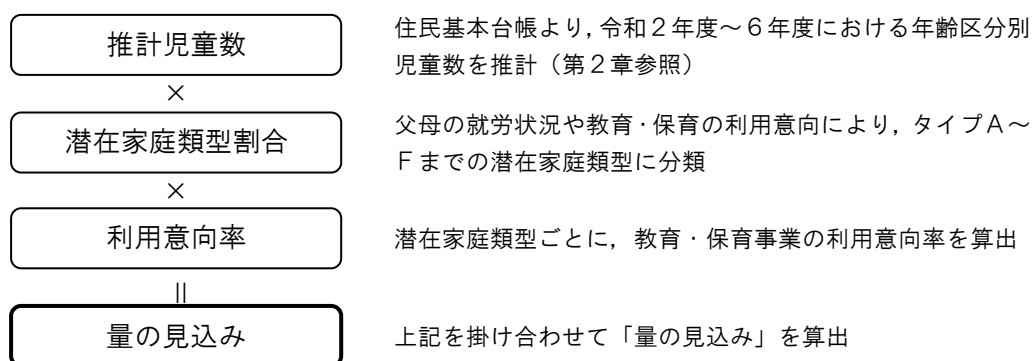 推計児童数
住民基本台帳より，令和２年度～６年度における年齢区分別
児童数を推計（第２章参照）
×
潜在家庭類型割合
父母の就労状況や教育・保育の利用意向により，タイプＡ～
Ｆまでの潜在家庭類型に分類
×
利用意向率
潜在家庭類型ごとに，教育・保育事業の利用意向率を算出
＝
量の見込み
上記を掛け合わせて「量の見込み」を算出